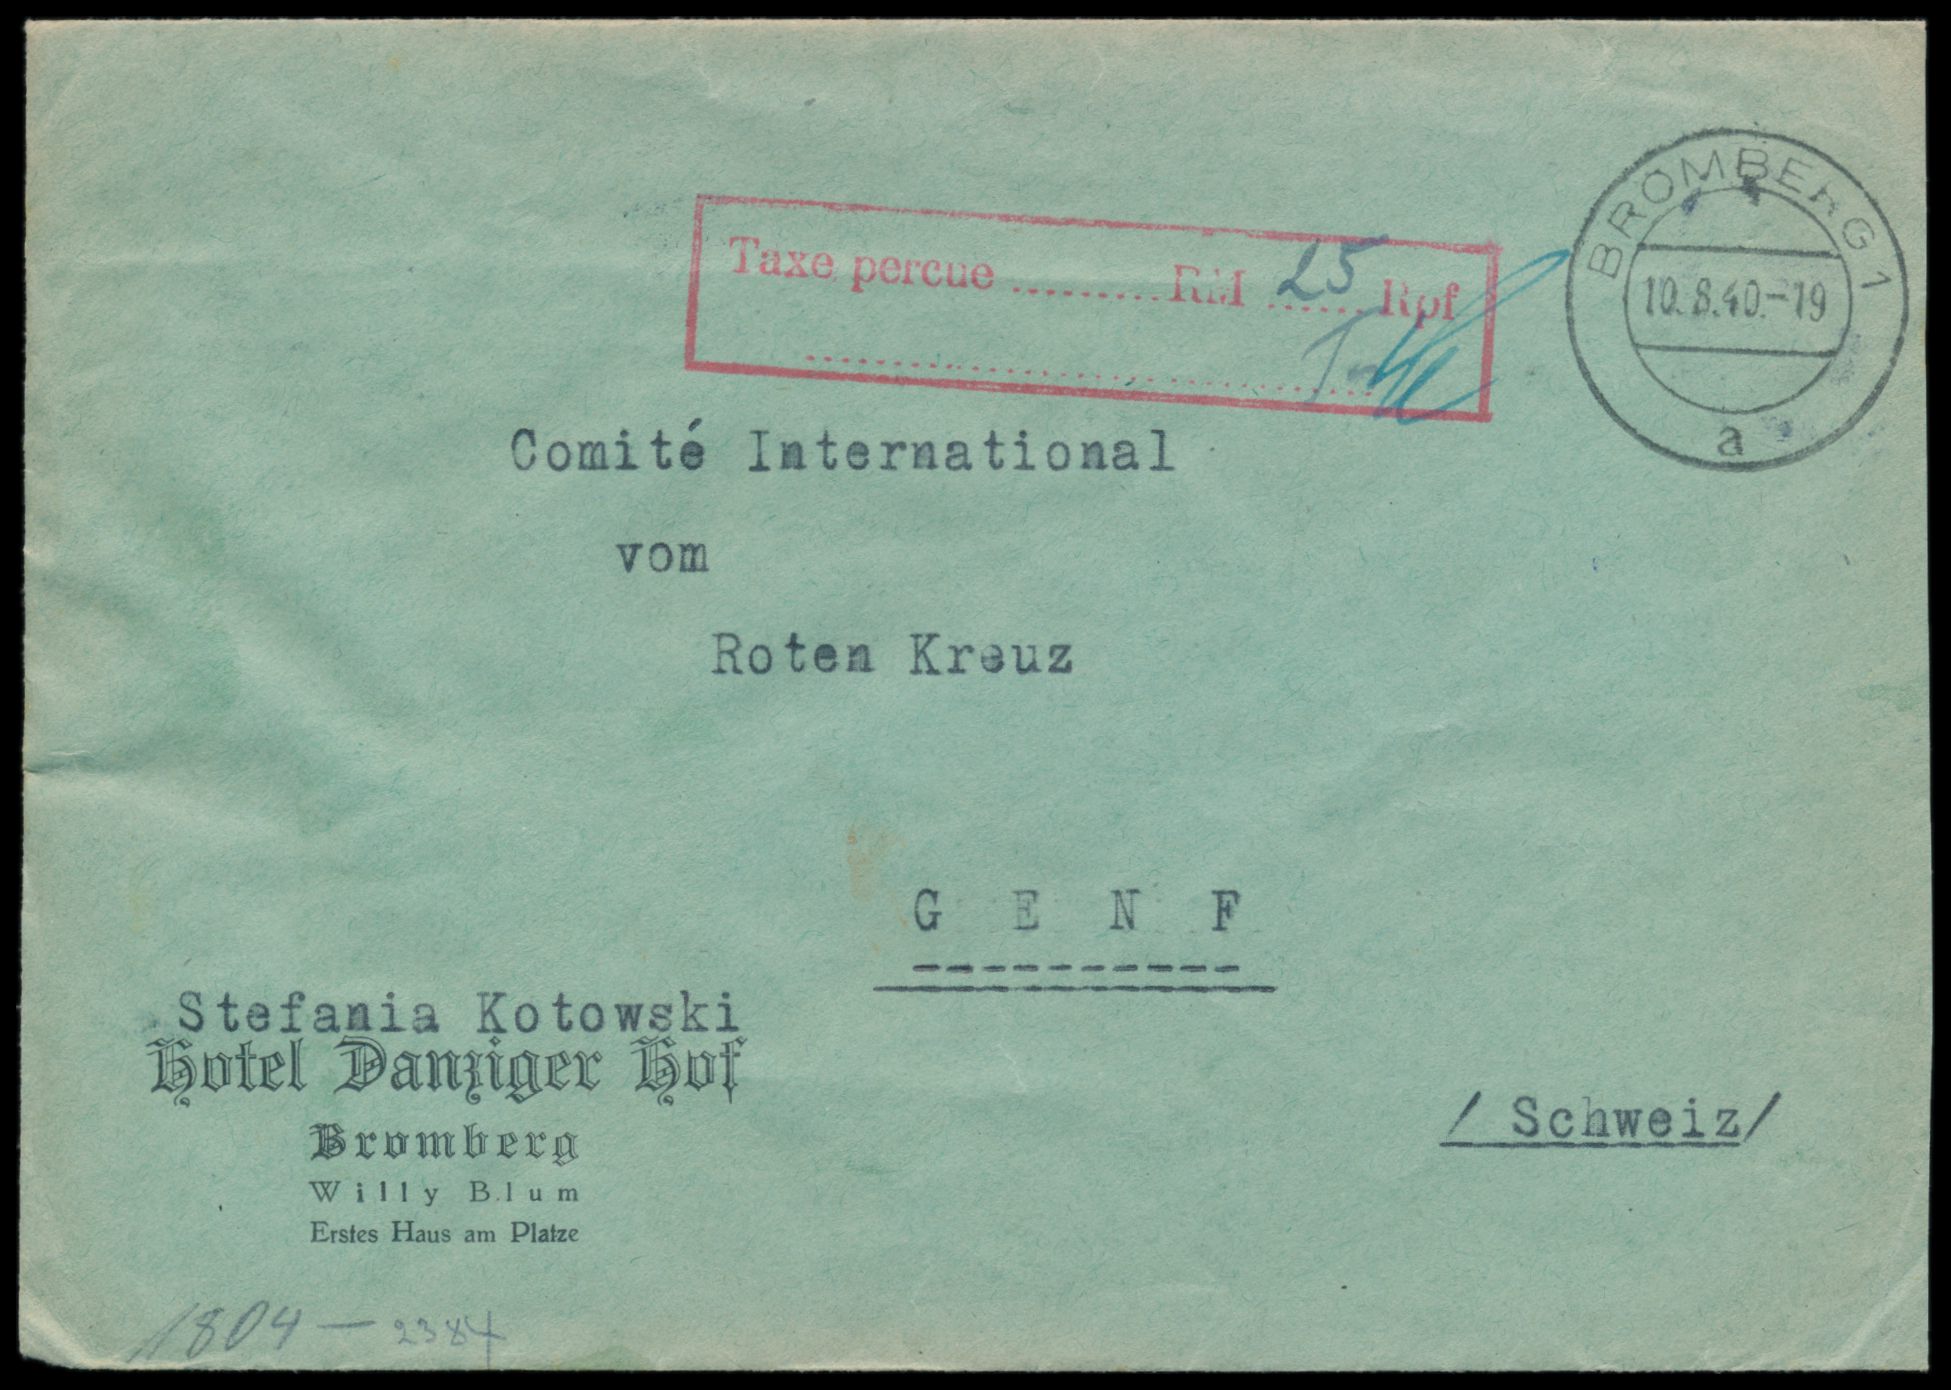 BROMBERG 1
10.8.40.-19
a
Taxe percue .......... RM 25 Rpf
Comité International
vom
Roten Kreuz
G E N F
Stefania Kotowski
Hotel Danziger Hof
Bromberg
Willy Blum
Erstes Haus am Platze
/ Schweiz/
1804 — 2384